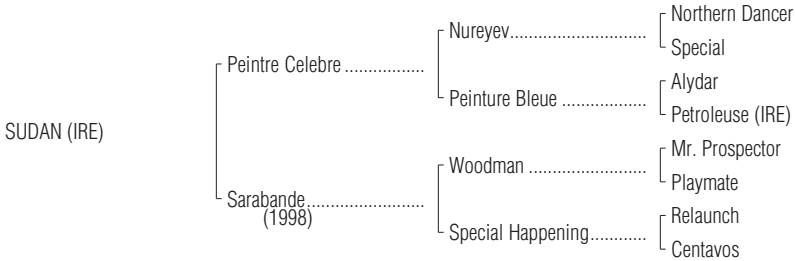 Northern Dancer
Nureyev
Special
Peintre Celebre
Alydar
Peinture Bleue
Petroleuse (IRE)
SUDAN (IRE)
Mr. Prospector
Woodman
Playmate
Sarabande
(1998)
Relaunch
Special Happening
Centavos